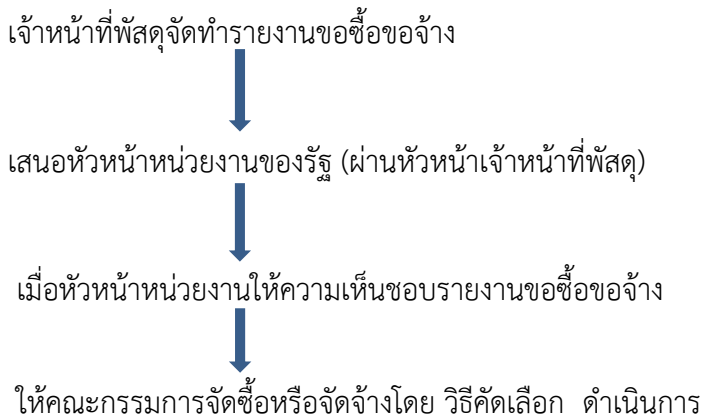 เจ้าหน้าที่พัสดุจัดทำรายงานขอซื้อขอจ้าง
เสนอหัวหน้าหน่วยงานของรัฐ (ผ่านหัวหน้าเจ้าหน้าที่พัสดุ)
เมื่อหัวหน้าหน่วยงานให้ความเห็นชอบรายงานขอซื้อขอจ้าง
ให้คณะกรรมการจัดซื้อหรือจัดจ้างโดย วิธีคัดเลือก ดำเนินการ